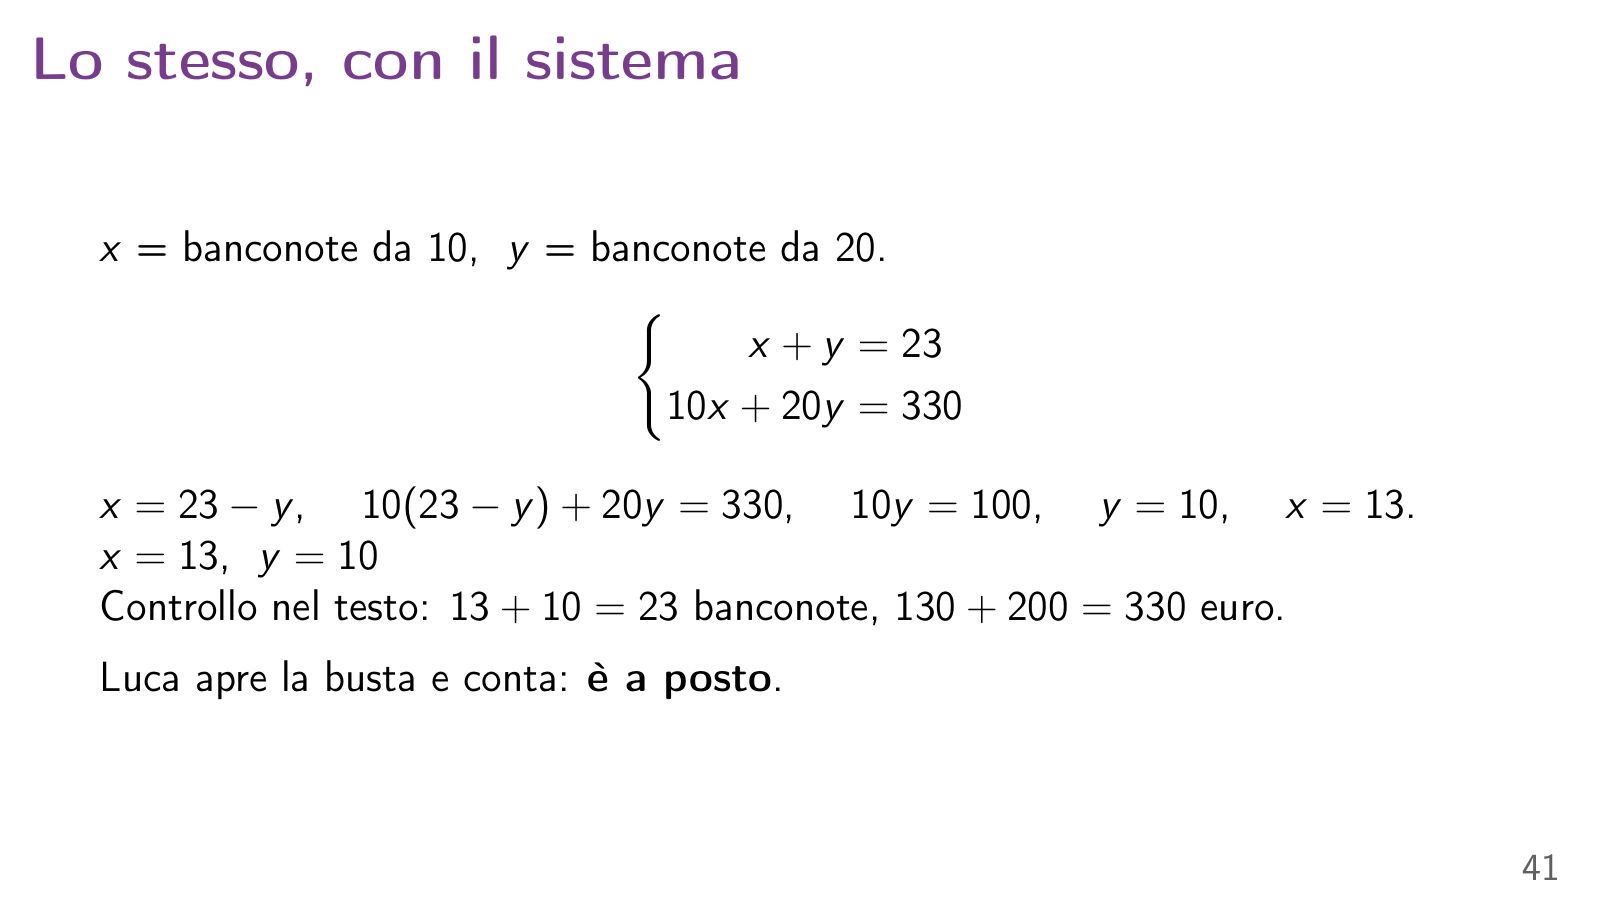 Lo stesso, con il sistema
x = banconote da 10, y = banconote da 20.
x + y = 23
10x + 20y = 330
x = 23 − y, 10(23 − y) + 20y = 330, 10y = 100, y = 10, x = 13.
x = 13, y = 10
Controllo nel testo: 13 + 10 = 23 banconote, 130 + 200 = 330 euro.
Luca apre la busta e conta: è a posto.
41